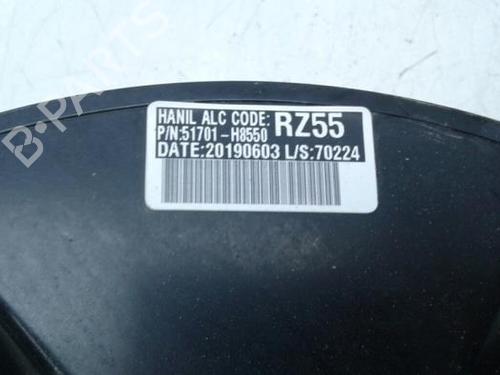 B-PARTS
HANIL ALC CODE: RZ55
P/N:51701-H8550
DATE:20190603 L/S:70224